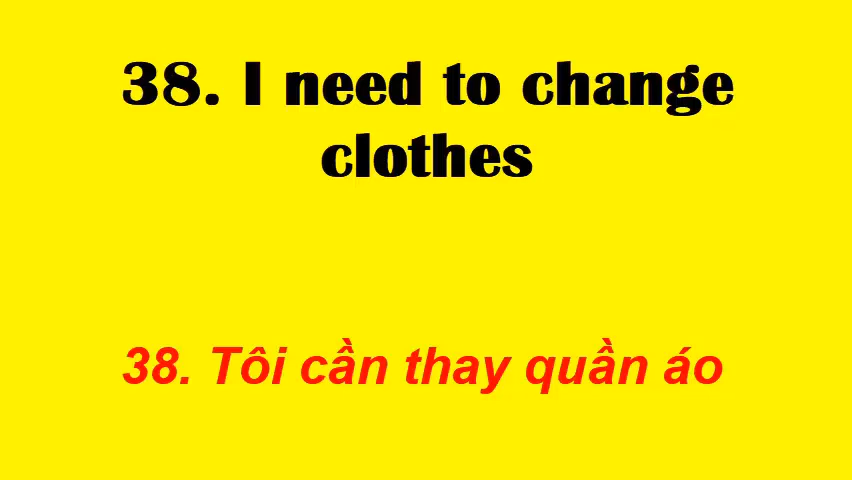 38. I need to change
clothes
38. Tôi cần thay quần áo